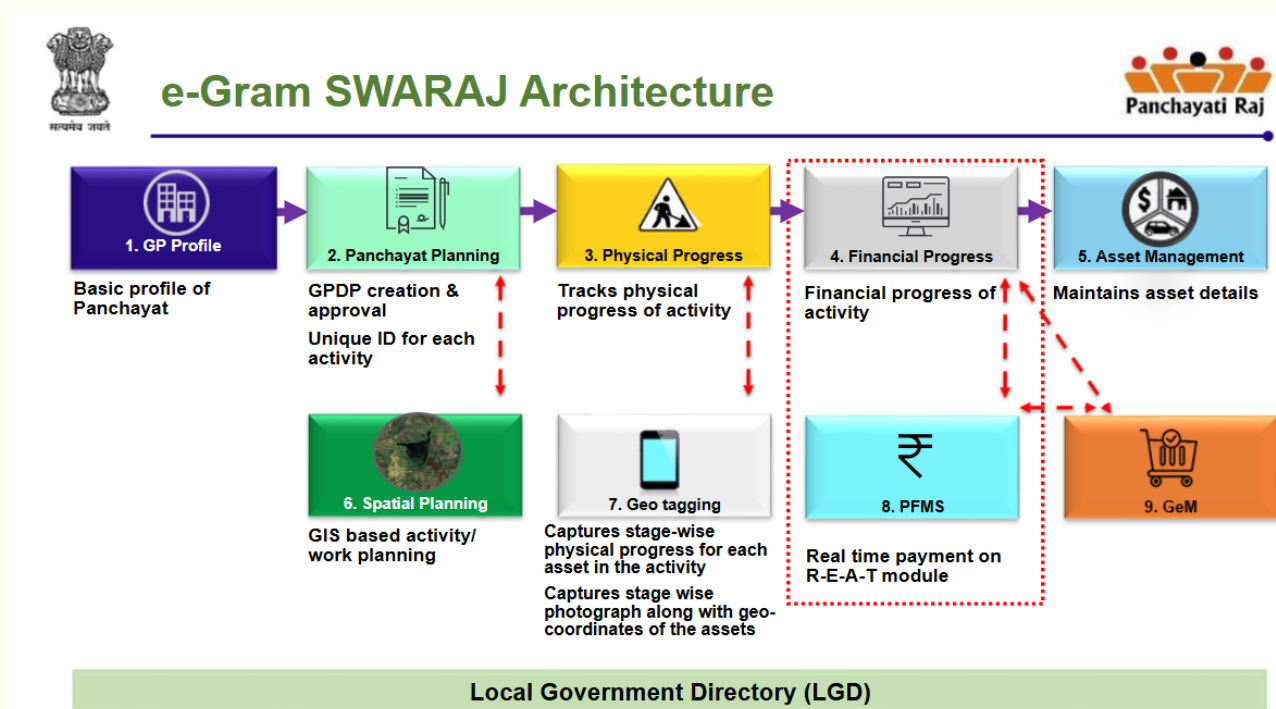 सत्यमेव जयते
e-Gram SWARAJ Architecture
Panchayati Raj
1. GP Profile
Basic profile of
Panchayat
2. Panchayat Planning
GPDP creation &
approval
Unique ID for each
activity
3. Physical Progress
Tracks physical
progress of activity
4. Financial Progress
Financial progress of
activity
5. Asset Management
Maintains asset details
6. Spatial Planning
GIS based activity/
work planning
7. Geo tagging
Captures stage-wise
physical progress for each
asset in the activity
Captures stage wise
photograph along with geo-
coordinates of the assets
8. PFMS
Real time payment on
R-E-A-T module
9. GeM
Local Government Directory (LGD)